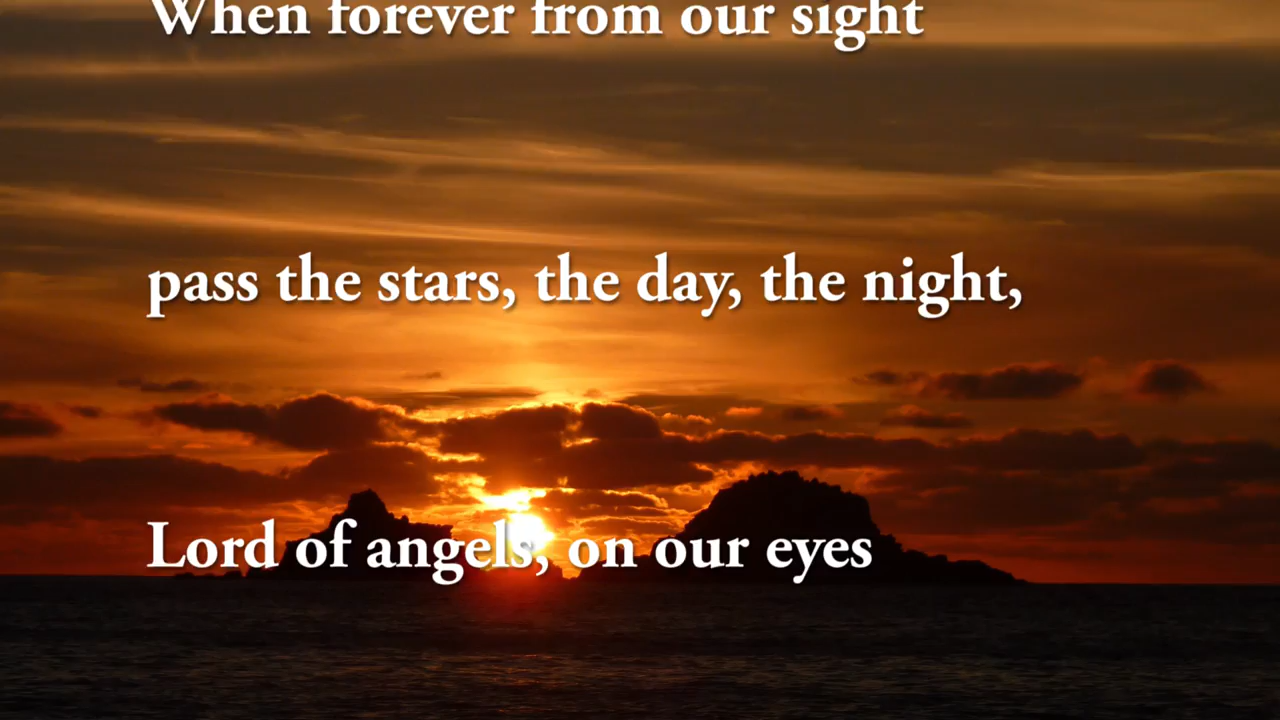 When forever from our sight
pass the stars, the day, the night,
Lord of angels, on our eyes